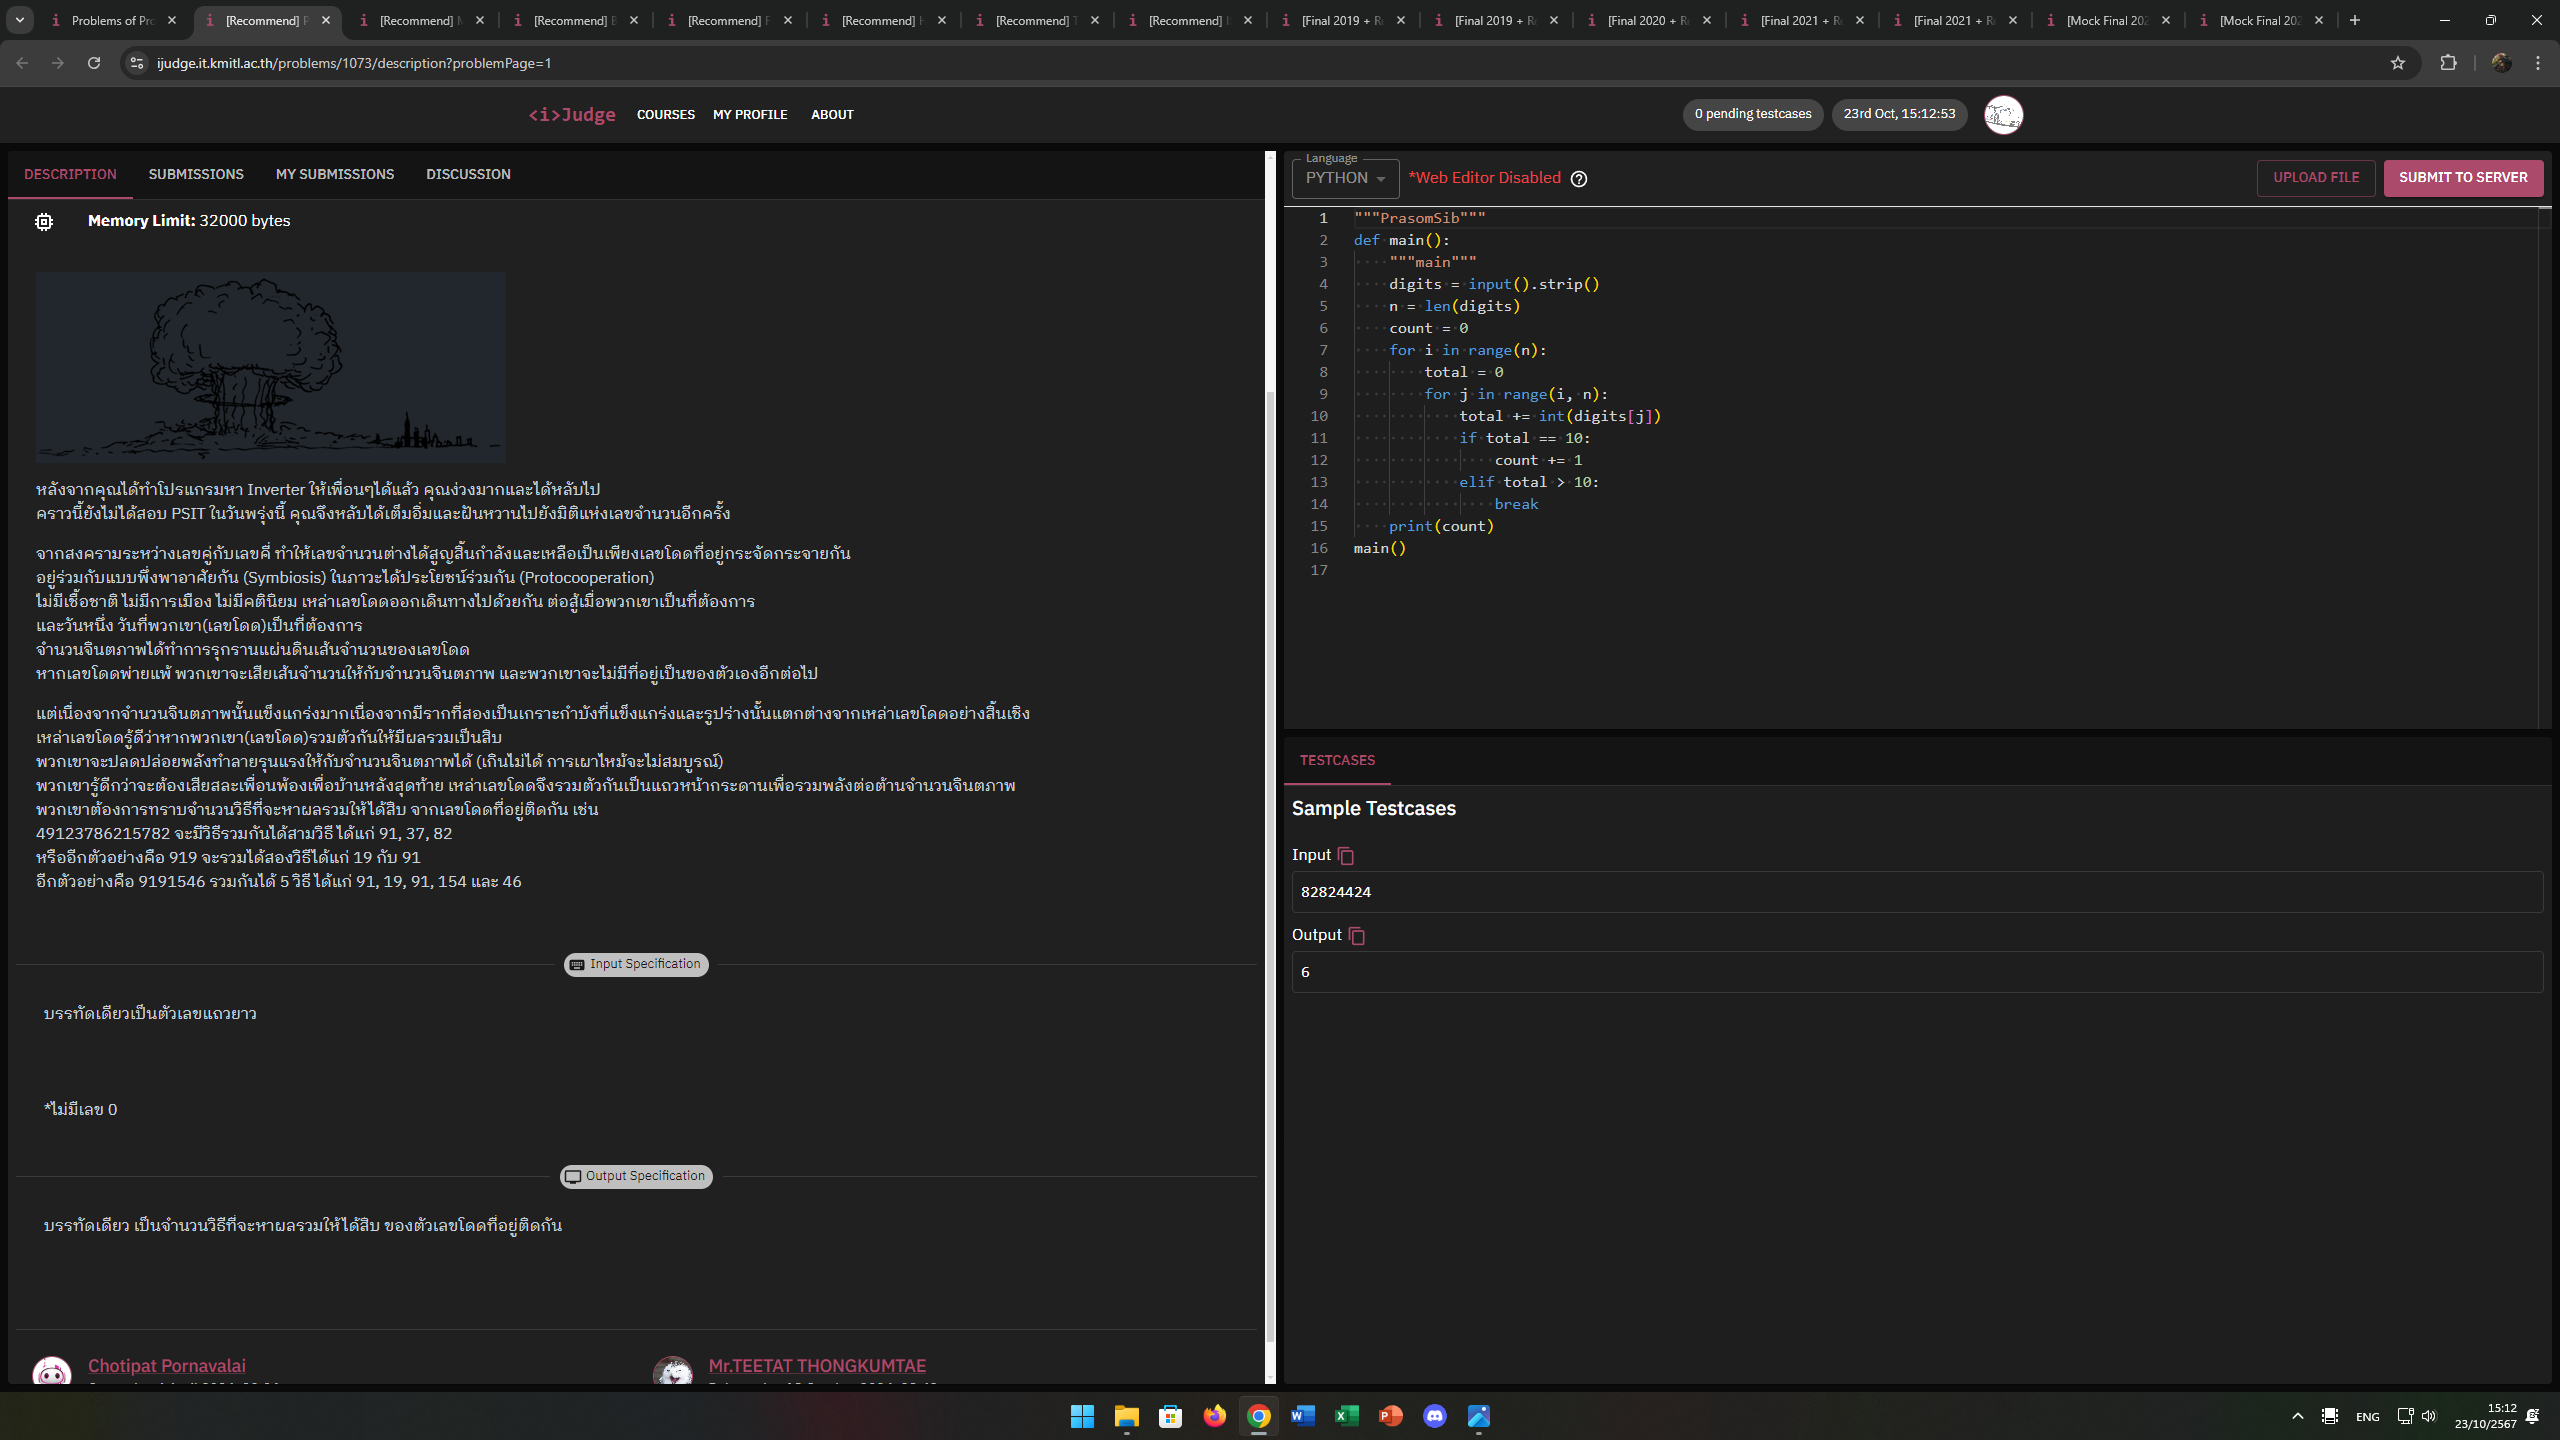 Problems of Pro
[Recommend] P
[Recommend] M
[Recommend] B
[Recommend] F
[Recommend] H
[Recommend] T
[Recommend] I
[Final 2019 + Re
[Final 2019 + Re
[Final 2020 + Re
[Final 2021 + Re
[Final 2021 + Re
[Mock Final 202
[Mock Final 202
ijudge.it.kmitl.ac.th/problems/1073/description?problemPage=1
<i>Judge
COURSES
MY PROFILE
ABOUT
0 pending testcases
23rd Oct, 15:12:53
DESCRIPTION
SUBMISSIONS
MY SUBMISSIONS
DISCUSSION
Memory Limit: 32000 bytes
หลังจากคุณได้ทำโปรแกรมหา Inverter ให้เพื่อนๆได้แล้ว คุณง่วงมากและได้หลับไป
คราวนี้ยังไม่ได้สอบ PSIT ในวันพรุ่งนี้ คุณจึงหลับได้เต็มอิ่มและฝันหวานไปยังมิติแห่งเลขจำนวนอีกครั้ง
จากสงครามระหว่างเลขคู่กับเลขคี่ ทำให้เลขจำนวนต่างได้สูญสิ้นกำลังและเหลือเป็นเพียงเลขโดดที่อยู่กระจัดกระจายกัน
อยู่ร่วมกับแบบพึ่งพาอาศัยกัน (Symbiosis) ในภาวะได้ประโยชน์ร่วมกัน (Protocooperation)
ไม่มีเชื้อชาติ ไม่มีการเมือง ไม่มีคตินิยม เหล่าเลขโดดออกเดินทางไปด้วยกัน ต่อสู้เมื่อพวกเขาเป็นที่ต้องการ
และวันหนึ่ง วันที่พวกเขา(เลขโดด)เป็นที่ต้องการ
จำนวนจินตภาพได้ทำการรุกรานแผ่นดินเส้นจำนวนของเลขโดด
หากเลขโดดพ่ายแพ้ พวกเขาจะเสียเส้นจำนวนให้กับจำนวนจินตภาพ และพวกเขาจะไม่มีที่อยู่เป็นของตัวเองอีกต่อไป
แต่เนื่องจากจำนวนจินตภาพนั้นแข็งแกร่งมากเนื่องจากมีรากที่สองเป็นเกราะกำบังที่แข็งแกร่งและรูปร่างนั้นแตกต่างจากเหล่าเลขโดดอย่างสิ้นเชิง
เหล่าเลขโดดรู้ดีว่าหากพวกเขา(เลขโดด)รวมตัวกันให้มีผลรวมเป็นสิบ
พวกเขาจะปลดปล่อยพลังทำลายรุนแรงให้กับจำนวนจินตภาพได้ (เกินไม่ได้ การเผาไหม้จะไม่สมบูรณ์)
พวกเขารู้ดีกว่าจะต้องเสียสละเพื่อนพ้องเพื่อบ้านหลังสุดท้าย เหล่าเลขโดดจึงรวมตัวกันเป็นแถวหน้ากระดานเพื่อรวมพลังต่อต้านจำนวนจินตภาพ
พวกเขาต้องการทราบจำนวนวิธีที่จะหาผลรวมให้ได้สิบ จากเลขโดดที่อยู่ติดกัน เช่น
49123786215782 จะมีวิธีรวมกันได้สามวิธี ได้แก่ 91, 37, 82
หรืออีกตัวอย่างคือ 919 จะรวมได้สองวิธีได้แก่ 19 กับ 91
อีกตัวอย่างคือ 9191546 รวมกันได้ 5 วิธี ได้แก่ 91, 19, 91, 154 และ 46
Input Specification
บรรทัดเดียวเป็นตัวเลขแถวยาว
*ไม่มีเลข 0
Output Specification
บรรทัดเดียว เป็นจำนวนวิธีที่จะหาผลรวมให้ได้สิบ ของตัวเลขโดดที่อยู่ติดกัน
Chotipat Pornavalai
Mr.TEETAT THONGKUMTAE
Language
PYTHON
*Web Editor Disabled
UPLOAD FILE
SUBMIT TO SERVER
1 """PrasomSib"""
2 def main():
3     """main"""
4     digits = input().strip()
5     n = len(digits)
6     count = 0
7     for i in range(n):
8         total = 0
9         for j in range(i, n):
10             total += int(digits[j])
11             if total == 10:
12                 count += 1
13             elif total > 10:
14                 break
15     print(count)
16 main()
17
TESTCASES
Sample Testcases
Input
82824424
Output
6
ENG
15:12
23/10/2567